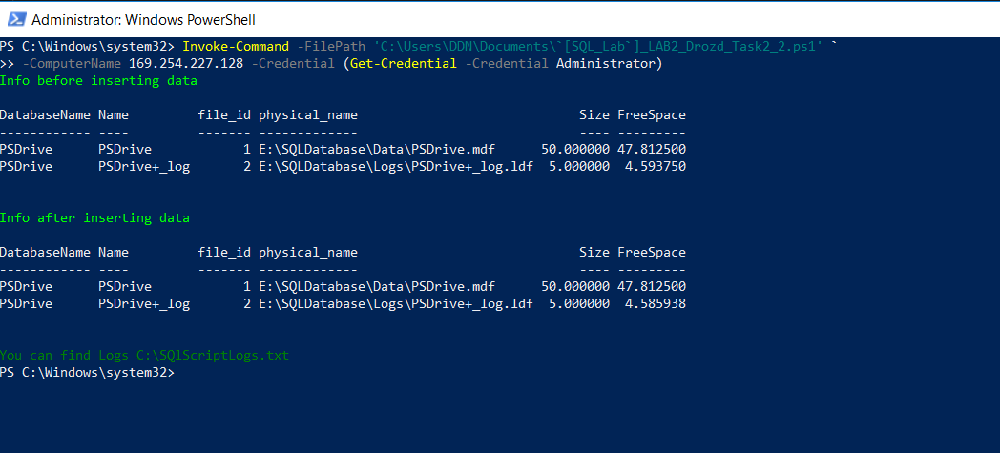 Administrator: Windows PowerShell
PS C:\Windows\system32> Invoke-Command -FilePath 'C:\Users\DDN\Documents\`[SQL_Lab`]_LAB2_Drozd_Task2_2.ps1' `
>> -ComputerName 169.254.227.128 -Credential (Get-Credential -Credential Administrator)
Info before inserting data
DatabaseName Name         file_id physical_name                             Size FreeSpace
------------ ----         ------- -------------                             ---- ---------
PSDrive      PSDrive            1 E:\SQLDatabase\Data\PSDrive.mdf      50.000000 47.812500
PSDrive      PSDrive+_log       2 E:\SQLDatabase\Logs\PSDrive+_log.ldf  5.000000  4.593750
Info after inserting data
DatabaseName Name         file_id physical_name                             Size FreeSpace
------------ ----         ------- -------------                             ---- ---------
PSDrive      PSDrive            1 E:\SQLDatabase\Data\PSDrive.mdf      50.000000 47.812500
PSDrive      PSDrive+_log       2 E:\SQLDatabase\Logs\PSDrive+_log.ldf  5.000000  4.585938
You can find Logs C:\SQlScriptLogs.txt
PS C:\Windows\system32>